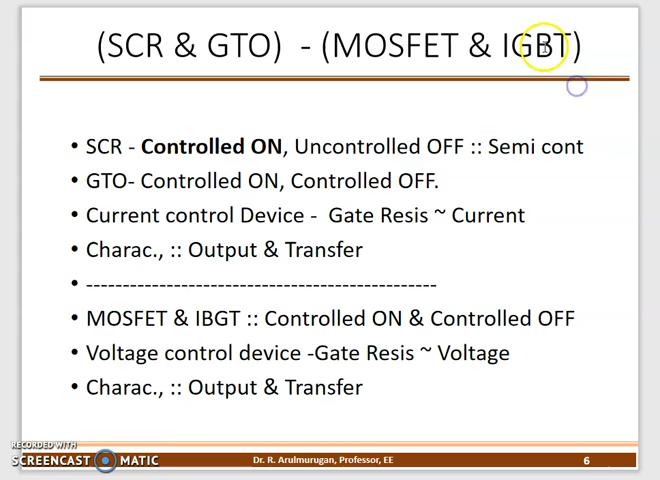 (SCR & GTO) - (MOSFET & IGBT)
• SCR - Controlled ON, Uncontrolled OFF :: Semi cont
• GTO- Controlled ON, Controlled OFF.
• Current control Device - Gate Resis ~ Current
• Charac., :: Output & Transfer
• ------------------------------------------------
• MOSFET & IBGT :: Controlled ON & Controlled OFF
• Voltage control device -Gate Resis ~ Voltage
• Charac., :: Output & Transfer
RECORDED WITH
SCREENCAST MATIC
Dr. R. Arulmurugan, Professor, EE
6